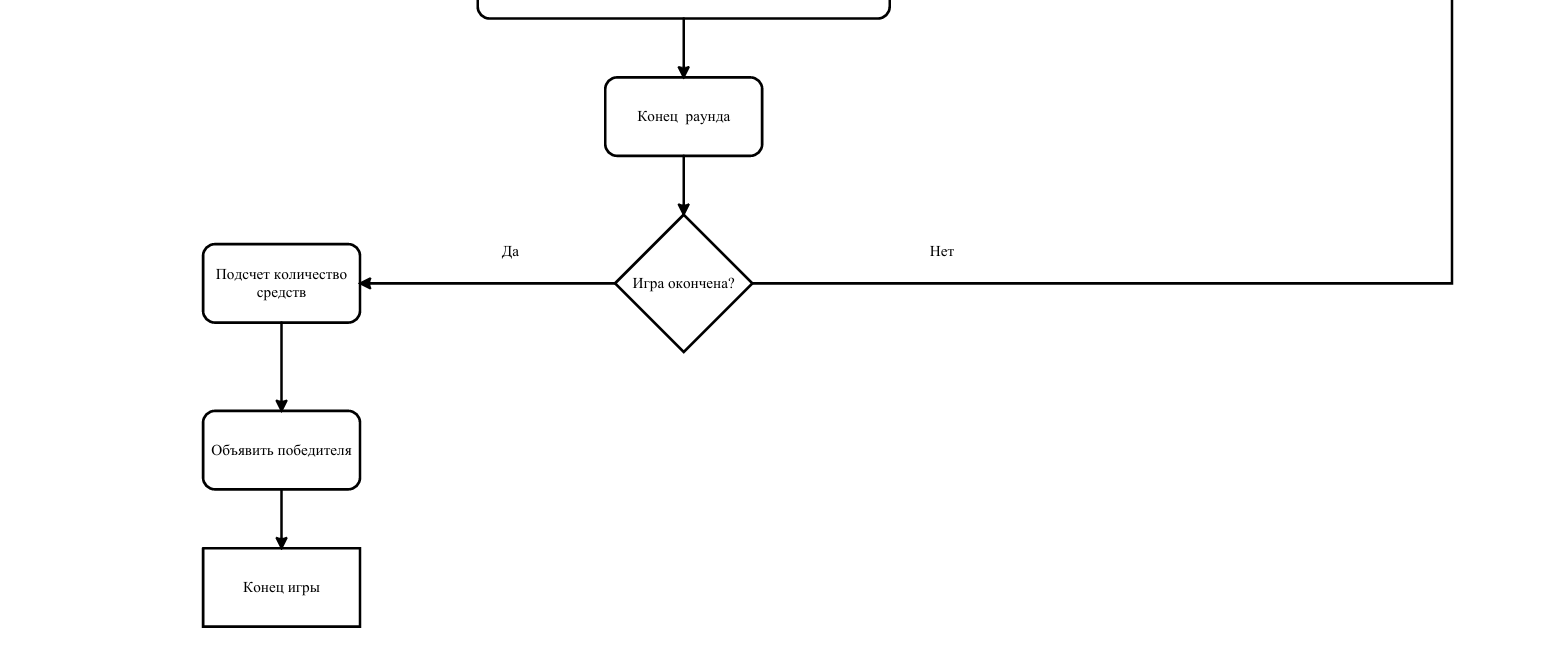 Конец  раунда
Да
Нет
Подсчет количество
средств
Игра окончена?
Объявить победителя
Конец игры